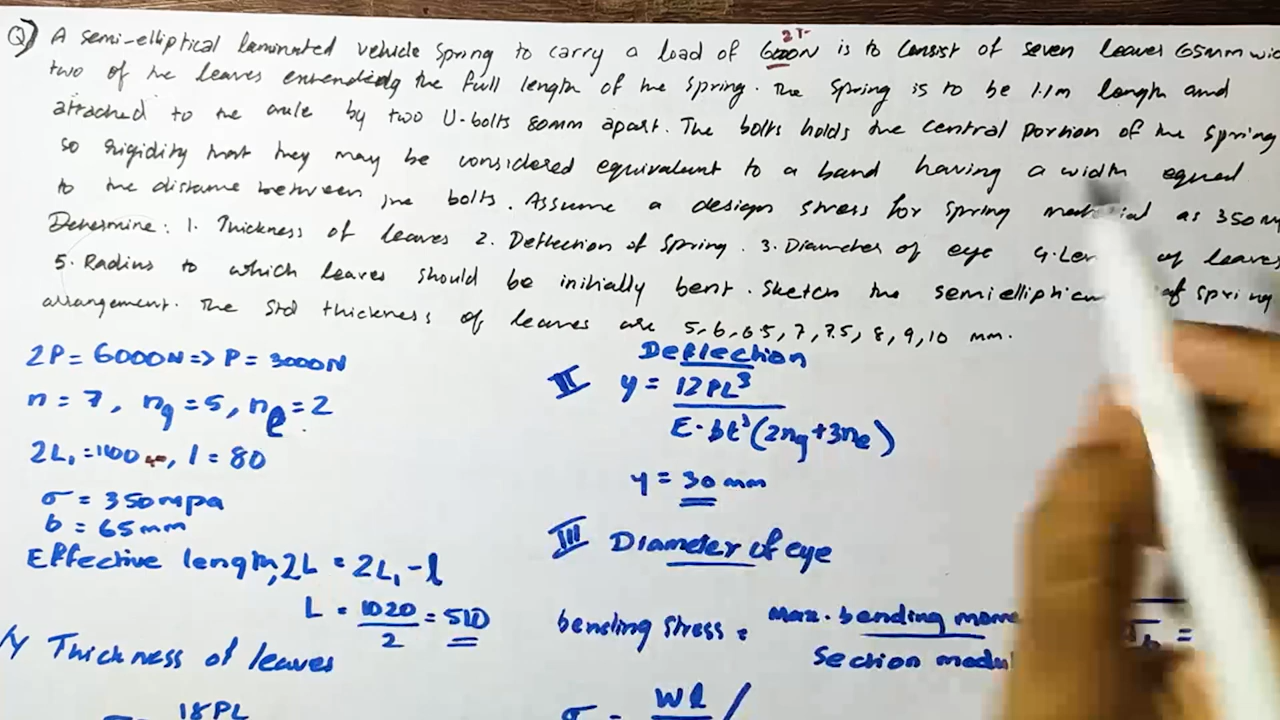 Q) A semi-elliptical laminated vehicle spring to carry a load of 6000N is to consist of seven leaves 65mm wi
two of the leaves extending the full length of the spring. The spring is to be 1.1m length and
attached to the axle by two U-bolts 80mm apart. The bolts holds the central portion of the spring
so rigidity that they may be considered equivalent to a band having a width equal
to the distance between the bolts. Assume a design stress for spring material as 350
Determine: 1. Thickness of leaves 2. Deflection of spring. 3. Diameter of eye 4. Len of leaves
5. Radius to which leaves should be initially bent. Sketch the semielliptical spring
arrangement. The std thickness of leaves are 5, 6, 6.5, 7, 7.5, 8, 9, 10 mm.
2P = 6000N => P = 3000N
n = 7, ng = 5, ne = 2
2L₁ = 1100, l = 80
σ = 350mpa
b = 65mm
Effective length, 2L = 2L₁ - l
L = 1020/2 = 510
Thickness of leaves
18PL
Deflection
II y = 12PL³ / E·bt³(2ng+3ne)
y = 30 mm
III Diameter of eye
bending stress = Max. bending mome / Section modul
σ = Wl /